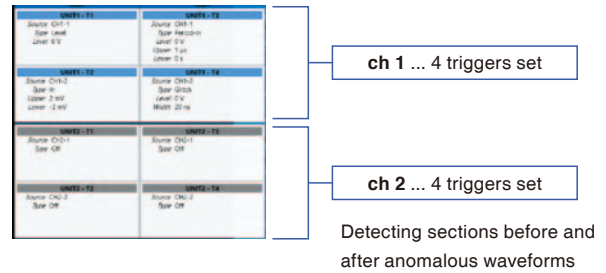 UNIT1 - T1
Source CH1-1
Type Level
Level 0 V
UNIT1 - T3
Source CH1-1
Type Period-In
Level 0 V
Upper 1 μs
Lower 0 s
UNIT1 - T2
Source CH1-2
Type In
Upper 2 mV
Lower -2 mV
UNIT1 - T4
Source CH1-2
Type Glitch
Level 0 V
Width 20 ns
UNIT2 - T1
Source CH2-1
Type Off
UNIT2 - T3
Source CH2-1
Type Off
UNIT2 - T2
Source CH2-2
Type Off
UNIT2 - T4
Source CH2-2
Type Off
ch 1 ... 4 triggers set
ch 2 ... 4 triggers set
Detecting sections before and
after anomalous waveforms